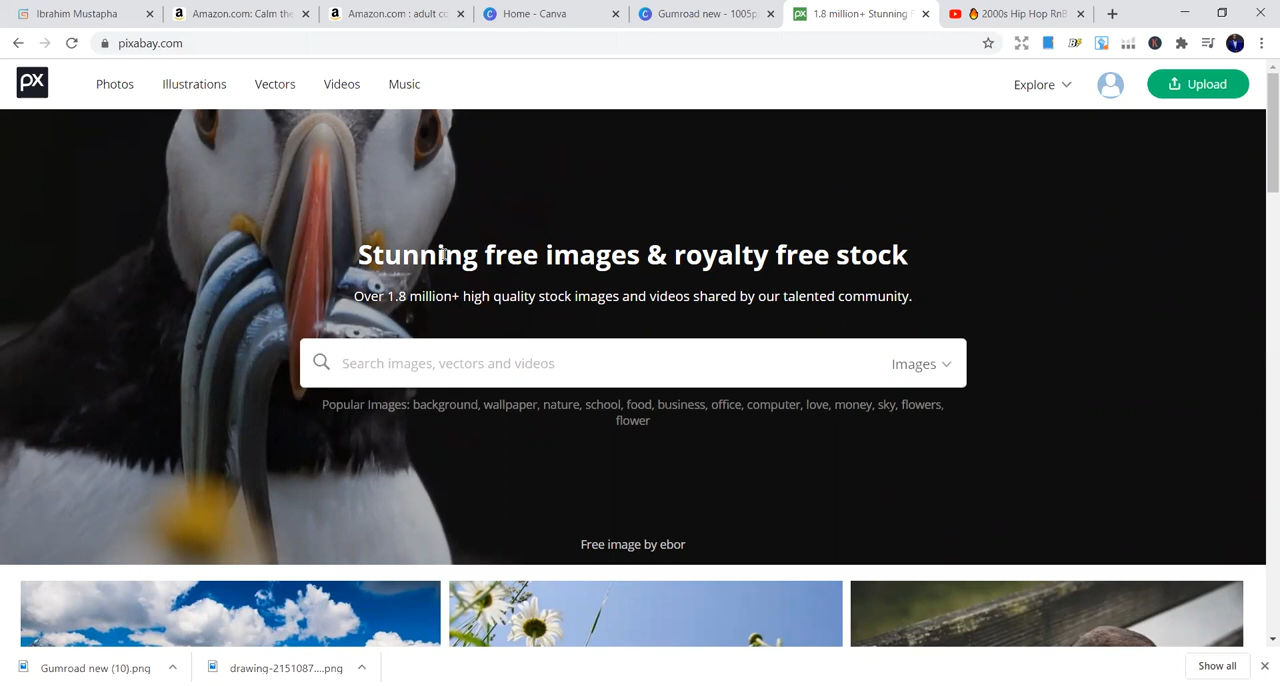 Ibrahim Mustapha
Amazon.com: Calm the
Amazon.com : adult co
Home - Canva
Gumroad new - 1005p
1.8 million+ Stunning F
2000s Hip Hop RnB
pixabay.com
px
Photos
Illustrations
Vectors
Videos
Music
Explore
Upload
Stunning free images & royalty free stock
Over 1.8 million+ high quality stock images and videos shared by our talented community.
Search images, vectors and videos
Images
Popular Images: background, wallpaper, nature, school, food, business, office, computer, love, money, sky, flowers,
flower
Free image by ebor
Gumroad new (10).png
drawing-2151087....png
Show all